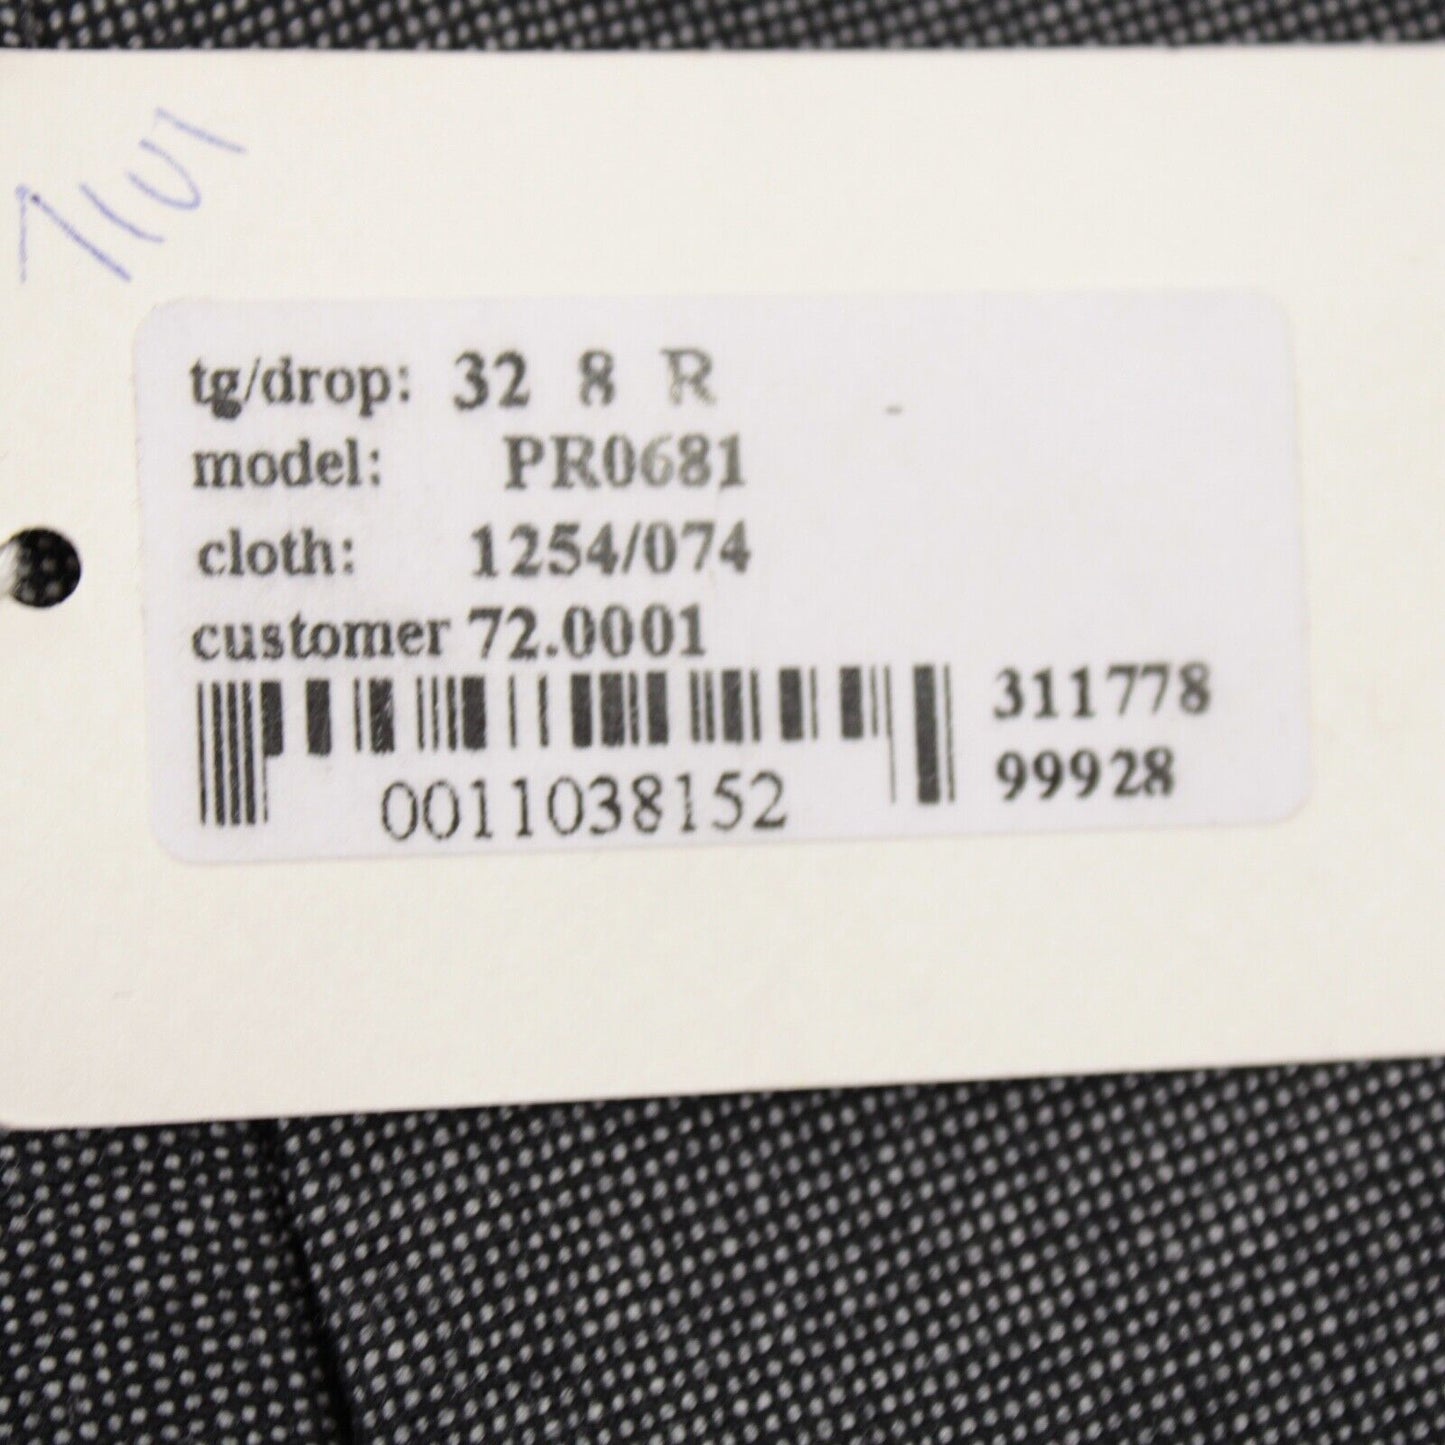 tg/drop: 32 8 R
model: PR0681
cloth: 1254/074
customer 72.0001
311778
99928
0011038152